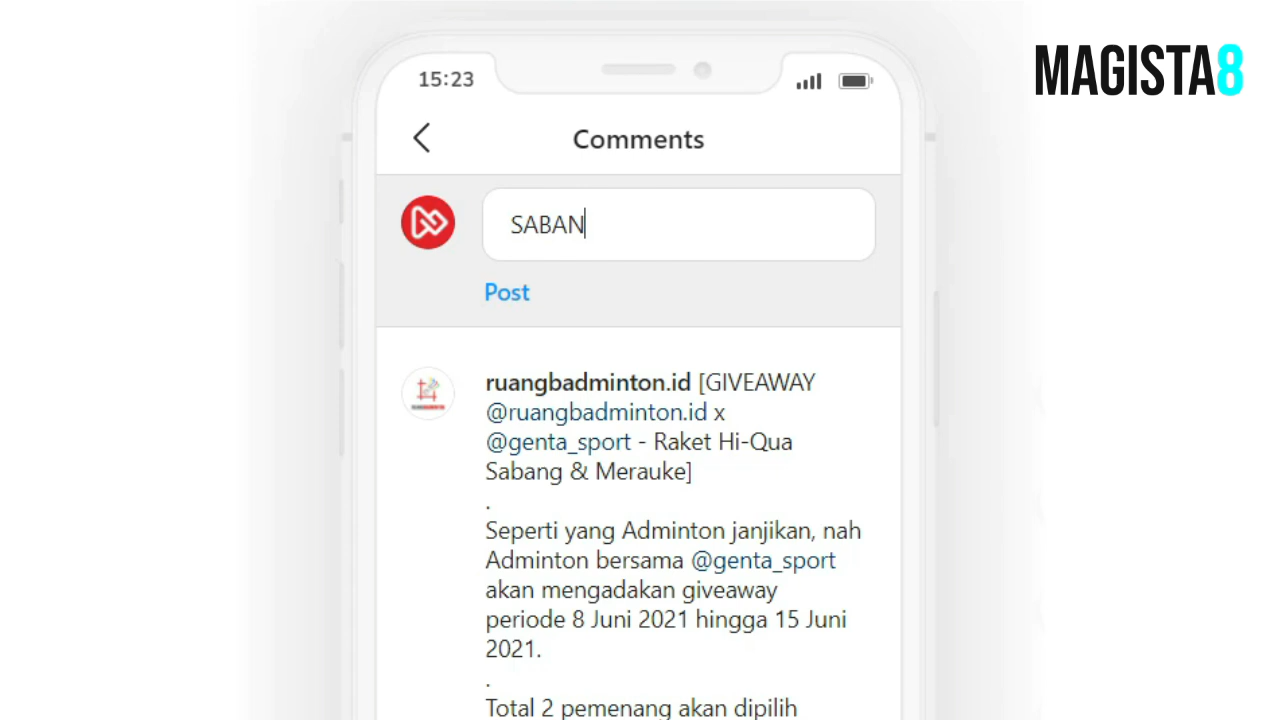 MAGISTA8
15:23
Comments
SABAN
Post
ruangbadminton.id [GIVEAWAY
@ruangbadminton.id x
@genta_sport - Raket Hi-Qua
Sabang & Merauke]
.
Seperti yang Adminton janjikan, nah
Adminton bersama @genta_sport
akan mengadakan giveaway
periode 8 Juni 2021 hingga 15 Juni
2021.
.
Total 2 pemenang akan dipilih